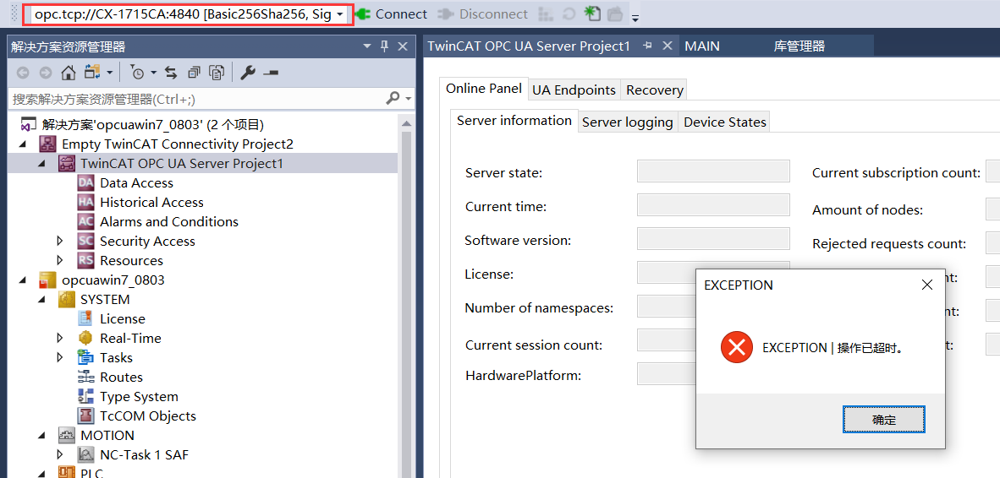 opc.tcp://CX-1715CA:4840 [Basic256Sha256, Sig
Connect
Disconnect
解决方案资源管理器
搜索解决方案资源管理器(Ctrl+;)
解决方案'opcuawin7_0803' (2 个项目)
Empty TwinCAT Connectivity Project2
TwinCAT OPC UA Server Project1
DA Data Access
HA Historical Access
AC Alarms and Conditions
SC Security Access
RS Resources
opcuawin7_0803
SYSTEM
License
Real-Time
Tasks
Routes
Type System
TcCOM Objects
MOTION
NC-Task 1 SAF
PLC
TwinCAT OPC UA Server Project1
MAIN
库管理器
Online Panel
UA Endpoints
Recovery
Server information
Server logging
Device States
Server state:
Current time:
Software version:
License:
Number of namespaces:
Current session count:
HardwarePlatform:
Current subscription count:
Amount of nodes:
Rejected requests count:
nt:
nt:
t:
EXCEPTION
EXCEPTION | 操作已超时。
确定